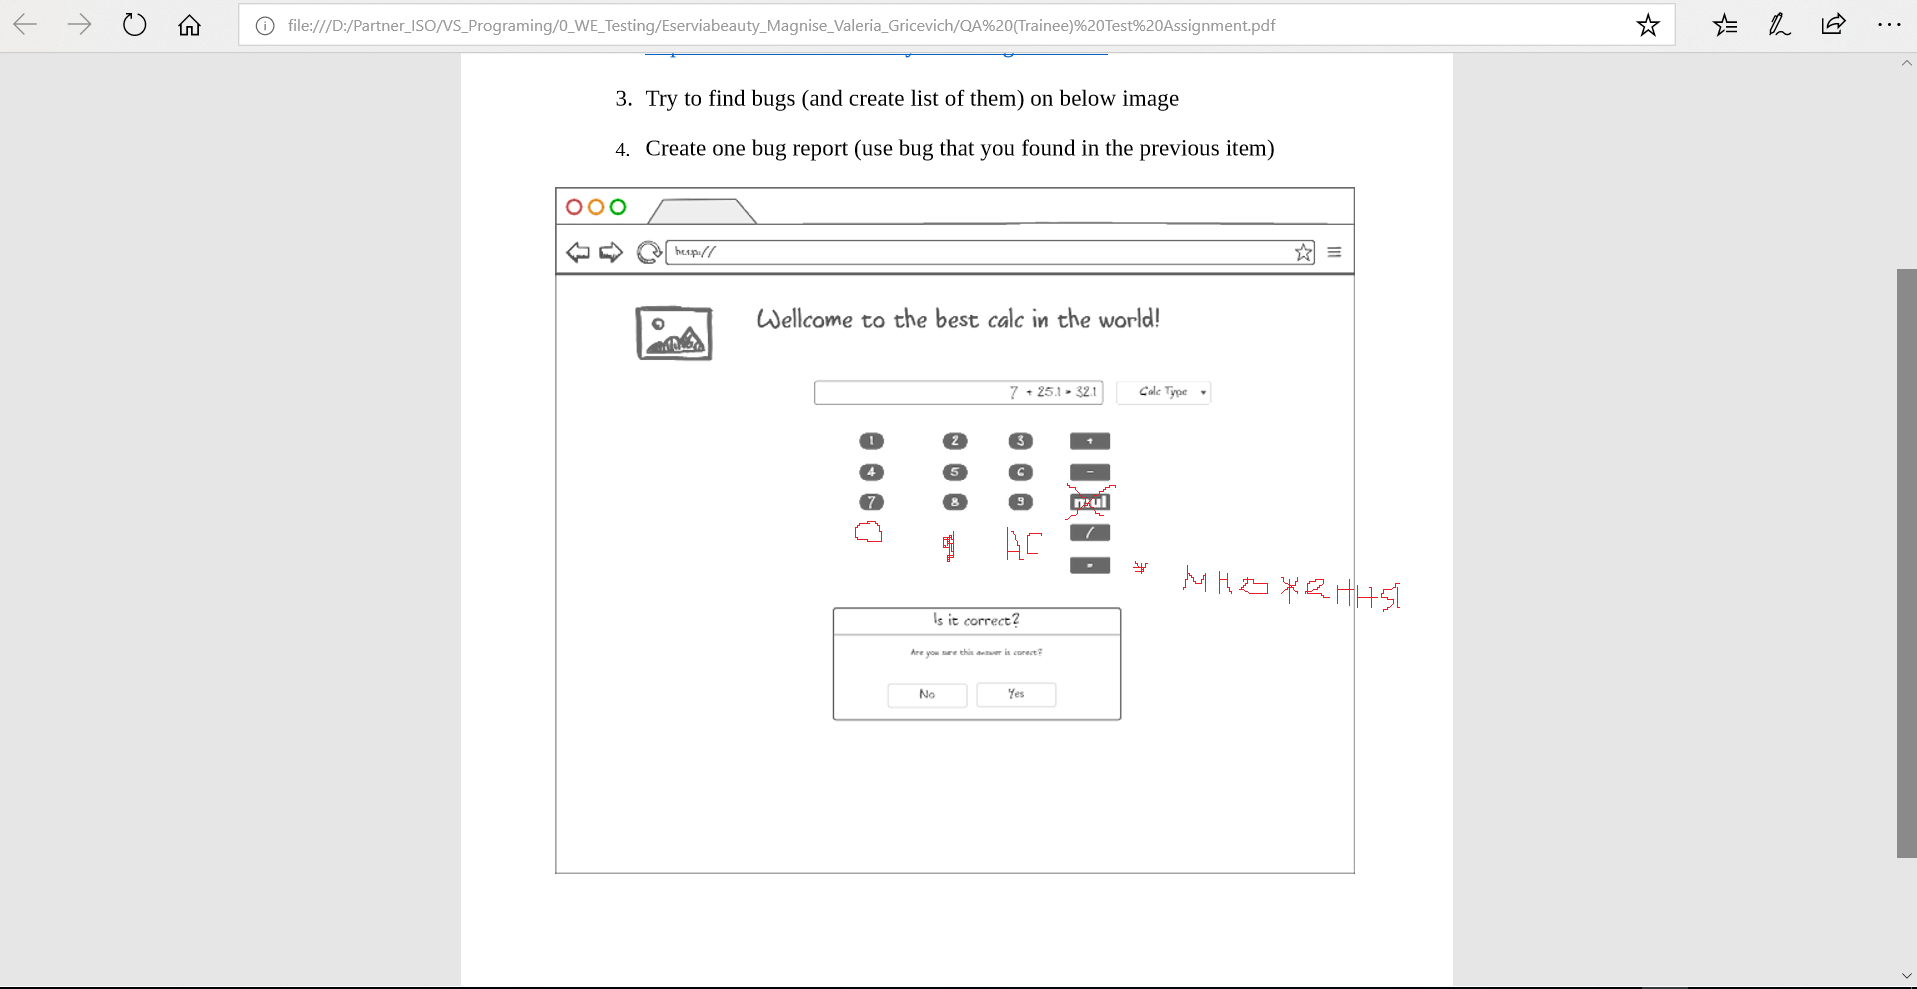 file:///D:/Partner_ISO/VS_Programing/0_WE_Testing/Eserviabeauty_Magnise_Valeria_Gricevich/QA%20(Trainee)%20Test%20Assignment.pdf
3. Try to find bugs (and create list of them) on below image
4. Create one bug report (use bug that you found in the previous item)
http://
Wellcome to the best calc in the world!
7 + 25.1 = 32.1 Calc Type
1 2 3 +
4 5 6 -
7 8 9 mul
0 AC /
= * Множення
Is it correct?
Are you sure this answer is corect?
No Yes